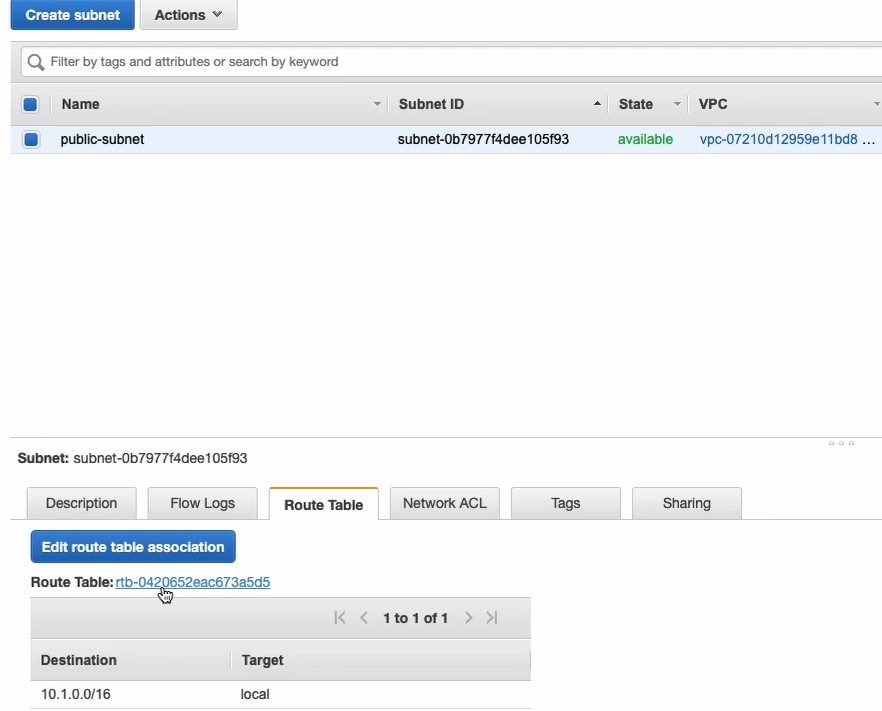 Create subnet Actions
Filter by tags and attributes or search by keyword
Name Subnet ID State VPC
public-subnet subnet-0b7977f4dee105f93 available vpc-07210d12959e11bd8 ...
Subnet: subnet-0b7977f4dee105f93
Description Flow Logs Route Table Network ACL Tags Sharing
Edit route table association
Route Table: rtb-0420652eac673a5d5
1 to 1 of 1
Destination Target
10.1.0.0/16 local